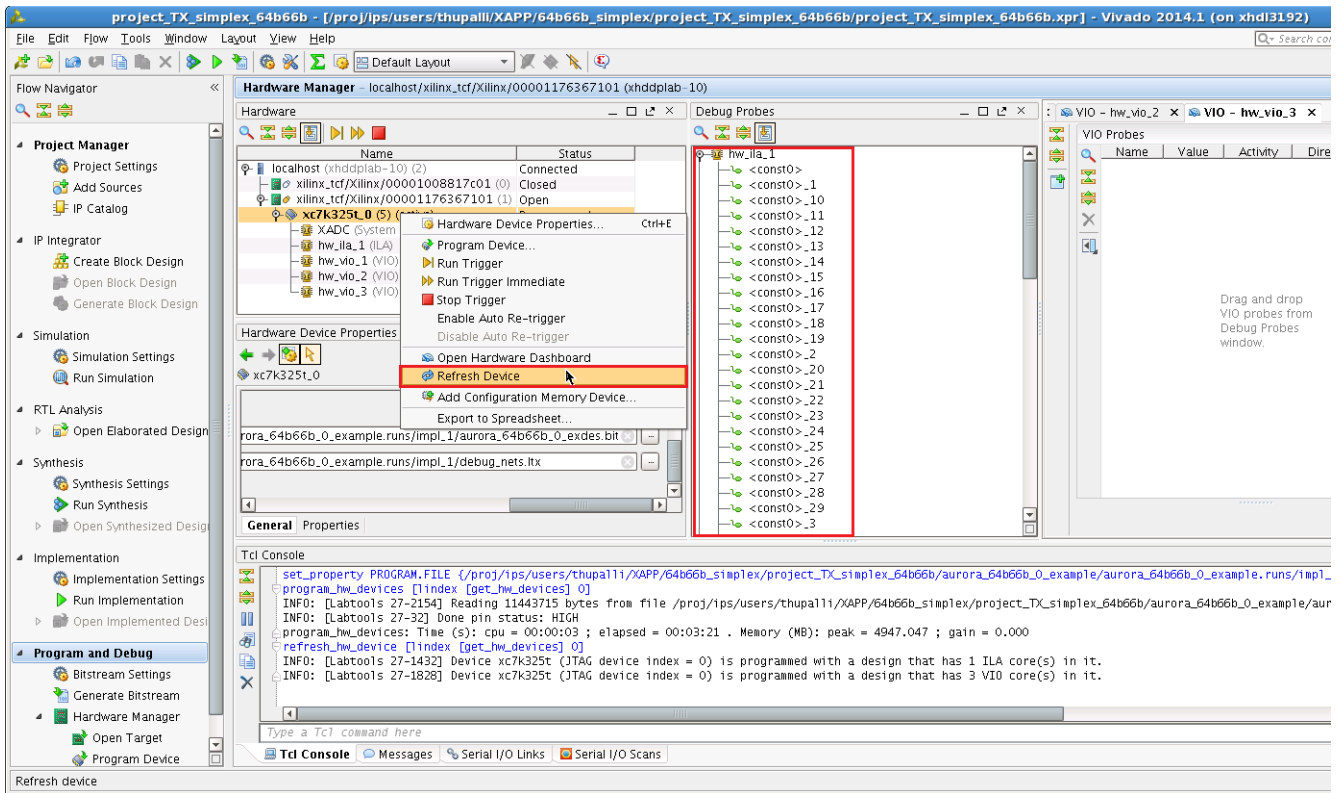 project_TX_simplex_64b66b - [/proj/ips/users/thupalli/XAPP/64b66b_simplex/project_TX_simplex_64b66b/project_TX_simplex_64b66b.xpr] - Vivado 2014.1 (on xhdl3192)
File Edit Flow Tools Window Layout View Help
Search
Default Layout
Flow Navigator
Project Manager
Project Settings
Add Sources
IP Catalog
IP Integrator
Create Block Design
Open Block Design
Generate Block Design
Simulation
Simulation Settings
Run Simulation
RTL Analysis
Open Elaborated Design
Synthesis
Synthesis Settings
Run Synthesis
Open Synthesized Desig
Implementation
Implementation Settings
Run Implementation
Open Implemented Desi
Program and Debug
Bitstream Settings
Generate Bitstream
Hardware Manager
Open Target
Program Device
Hardware Manager - localhost/xilinx_tcf/Xilinx/00001176367101 (xhddplab-10)
Hardware
Name Status
localhost (xhddplab-10) (2) Connected
xilinx_tcf/Xilinx/00001008817c01 (0) Closed
xilinx_tcf/Xilinx/00001176367101 (1) Open
xc7k325t_0 (5)
XADC (System
hw_ila_1 (ILA)
hw_vio_1 (VIO)
hw_vio_2 (VIO)
hw_vio_3 (VIO)
Hardware Device Properties... Ctrl+E
Program Device...
Run Trigger
Run Trigger Immediate
Stop Trigger
Enable Auto Re-trigger
Disable Auto Re-trigger
Open Hardware Dashboard
Refresh Device
Add Configuration Memory Device...
Export to Spreadsheet...
Hardware Device Properties
xc7k325t_0
rora_64b66b_0_example.runs/impl_1/aurora_64b66b_0_exdes.bit
rora_64b66b_0_example.runs/impl_1/debug_nets.ltx
General Properties
Debug Probes
hw_ila_1
<const0>
<const0>_1
<const0>_10
<const0>_11
<const0>_12
<const0>_13
<const0>_14
<const0>_15
<const0>_16
<const0>_17
<const0>_18
<const0>_19
<const0>_2
<const0>_20
<const0>_21
<const0>_22
<const0>_23
<const0>_24
<const0>_25
<const0>_26
<const0>_27
<const0>_28
<const0>_29
<const0>_3
VIO - hw_vio_2 VIO - hw_vio_3
VIO Probes
Name Value Activity Dire
Drag and drop
VIO probes from
Debug Probes
window.
Tcl Console
set_property PROGRAM.FILE {/proj/ips/users/thupalli/XAPP/64b66b_simplex/project_TX_simplex_64b66b/aurora_64b66b_0_example/aurora_64b66b_0_example.runs/impl_
program_hw_devices [lindex [get_hw_devices] 0]
INFO: [Labtools 27-2154] Reading 11443715 bytes from file /proj/ips/users/thupalli/XAPP/64b66b_simplex/project_TX_simplex_64b66b/aurora_64b66b_0_example/aur
INFO: [Labtools 27-32] Done pin status: HIGH
program_hw_devices: Time (s): cpu = 00:00:03 ; elapsed = 00:03:21 . Memory (MB): peak = 4947.047 ; gain = 0.000
refresh_hw_device [lindex [get_hw_devices] 0]
INFO: [Labtools 27-1432] Device xc7k325t (JTAG device index = 0) is programmed with a design that has 1 ILA core(s) in it.
INFO: [Labtools 27-1828] Device xc7k325t (JTAG device index = 0) is programmed with a design that has 3 VIO core(s) in it.
Type a Tcl command here
Tcl Console Messages Serial I/O Links Serial I/O Scans
Refresh device